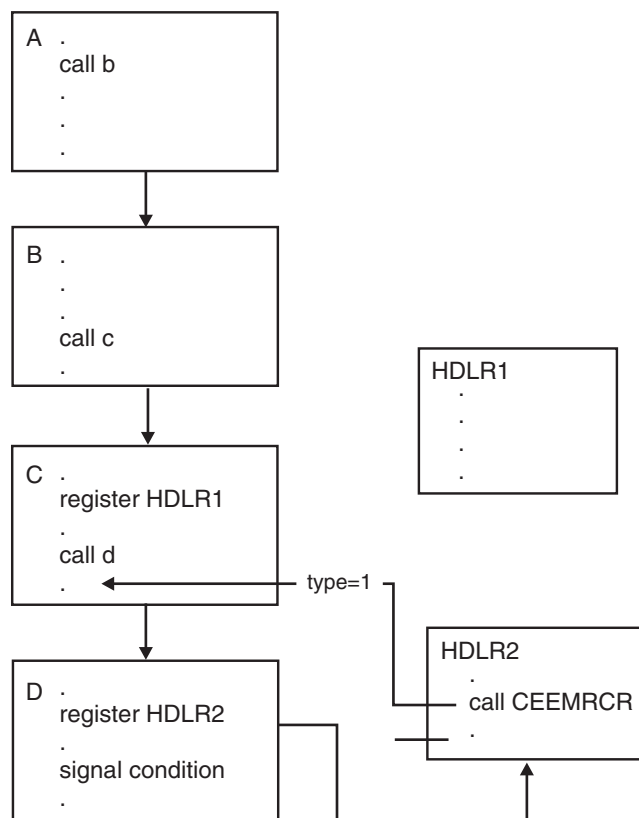 A .
call b
.
.
.
B .
.
.
call c
.
HDLR1
.
.
.
.
C .
register HDLR1
.
call d
.
type=1
HDLR2
.
call CEEMRCR
.
D .
register HDLR2
.
signal condition
.